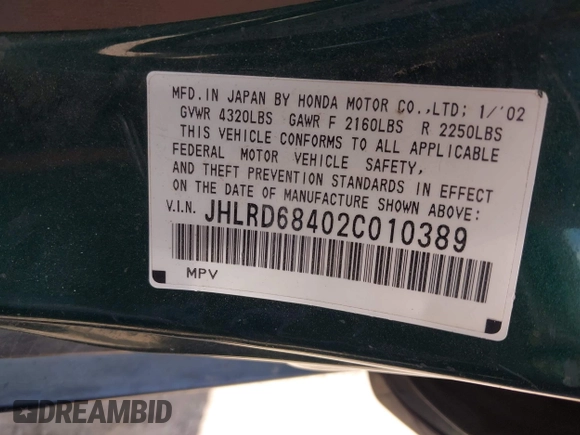 MFD.IN JAPAN BY HONDA MOTOR CO.,LTD; 1/'02
GVWR 4320LBS GAWR F 2160LBS R 2250LBS
THIS VEHICLE CONFORMS TO ALL APPLICABLE
FEDERAL MOTOR VEHICLE SAFETY,
AND THEFT PREVENTION STANDARDS IN EFFECT
ON THE DATE OF MANUFACTURE SHOWN ABOVE:
V.I.N. JHLRD68402C010389
MPV
DREAMBID